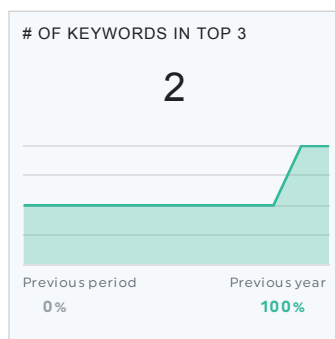 # OF KEYWORDS IN TOP 3
2
Previous period Previous year
0% 100%